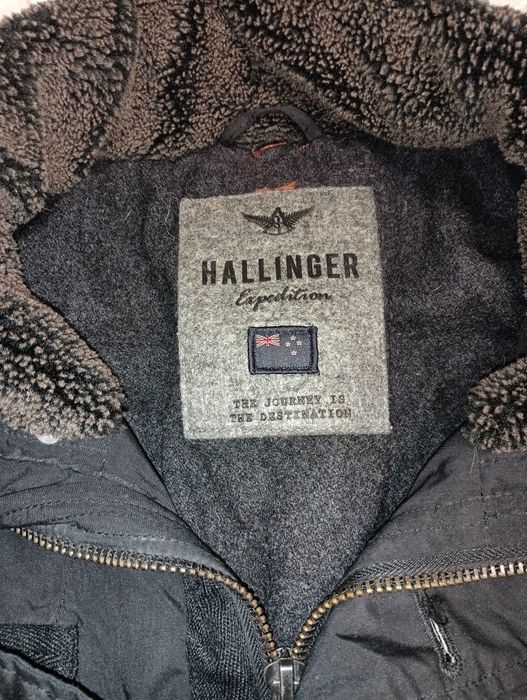 HALLINGER
Expedition
THE JOURNEY IS
THE DESTINATION